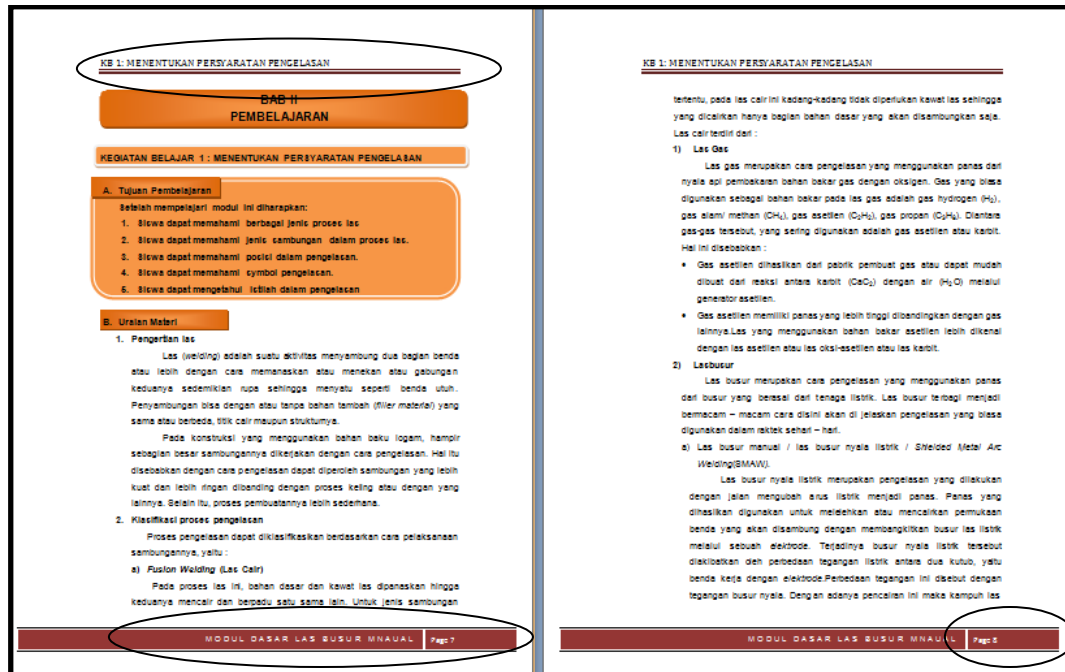 KB 1: MENENTUKAN PERSYARATAN PENGELASAN
BAB II
PEMBELAJARAN
KEGIATAN BELAJAR 1 : MENENTUKAN PERSYARATAN PENGELASAN
A. Tujuan Pembelajaran
Setelah mempelajari modul ini diharapkan:
1. Siswa dapat memahami berbagai jenis proses las
2. Siswa dapat memahami jenis sambungan dalam proses las.
3. Siswa dapat memahami posisi dalam pengelasan.
4. Siswa dapat memahami symbol pengelasan.
5. Siswa dapat mengetahui istilah dalam pengelasan
B. Uraian Materi
1. Pengertian las
Las (welding) adalah suatu aktivitas menyambung dua bagian benda
atau lebih dengan cara memanaskan atau menekan atau gabungan
keduanya sedemikian rupa sehingga menyatu seperti benda utuh.
Penyambungan bisa dengan atau tanpa bahan tambah (filler material) yang
sama atau berbeda, titik cair maupun strukturnya.
Pada konstruksi yang menggunakan bahan baku logam, hampir
sebagian besar sambungannya dikerjakan dengan cara pengelasan. Hal itu
disebabkan dengan cara pengelasan dapat diperoleh sambungan yang lebih
kuat dan lebih ringan dibanding dengan proses keling atau dengan yang
lainnya. Selain itu, proses pembuatannya lebih sederhana.
2. Klasifikasi proses pengelasan
Proses pengelasan dapat diklasifikasikan berdasarkan cara pelaksanaan
sambungannya, yaitu :
a) Fusion Welding (Las Cair)
Pada proses las ini, bahan dasar dan kawat las dipanaskan hingga
keduanya mencair dan berpadu satu sama lain. Untuk jenis sambungan
MODUL DASAR LAS BUSUR MNAUAL Page 7
KB 1: MENENTUKAN PERSYARATAN PENGELASAN
tertentu, pada las cair ini kadang-kadang tidak diperlukan kawat las sehingga
yang dicairkan hanya bagian bahan dasar yang akan disambungkan saja.
Las cair terdiri dari :
1) Las Gas
Las gas merupakan cara pengelasan yang menggunakan panas dari
nyala api pembakaran bahan bakar gas dengan oksigen. Gas yang biasa
digunakan sebagai bahan bakar pada las gas adalah gas hydrogen (H₂),
gas alam/ methan (CH₄), gas asetilen (C₂H₂), gas propan (C₃H₈). Diantara
gas-gas tersebut, yang sering digunakan adalah gas asetilen atau karbit.
Hal ini disebabkan :
• Gas asetilen dihasilkan dari pabrik pembuat gas atau dapat mudah
dibuat dari reaksi antara karbit (CaC₂) dengan air (H₂O) melalui
generator asetilen.
• Gas asetilen memiliki panas yang lebih tinggi dibandingkan dengan gas
lainnya.Las yang menggunakan bahan bakar asetilen lebih dikenal
dengan las asetilen atau las oksi-asetilen atau las karbit.
2) Lasbusur
Las busur merupakan cara pengelasan yang menggunakan panas
dari busur yang berasal dari tenaga listrik. Las busur terbagi menjadi
bermacam – macam cara disini akan di jelaskan pengelasan yang biasa
digunakan dalam raktek sehari – hari.
a) Las busur manual / las busur nyala listrik / Shielded Metal Arc
Welding(SMAW).
Las busur nyala listrik merupakan pengelasan yang dilakukan
dengan jalan mengubah arus listrik menjadi panas. Panas yang
dihasilkan digunakan untuk melelehkan atau mencairkan permukaan
benda yang akan disambung dengan membangkitkan busur las listrik
melalui sebuah elektrode. Terjadinya busur nyala listrik tersebut
diakibatkan oleh perbedaan tegangan listrik antara dua kutub, yaitu
benda kerja dengan elektrode.Perbedaan tegangan ini disebut dengan
tegangan busur nyala. Dengan adanya pencairan ini maka kampuh las
MODUL DASAR LAS BUSUR MNAUAL Page 8